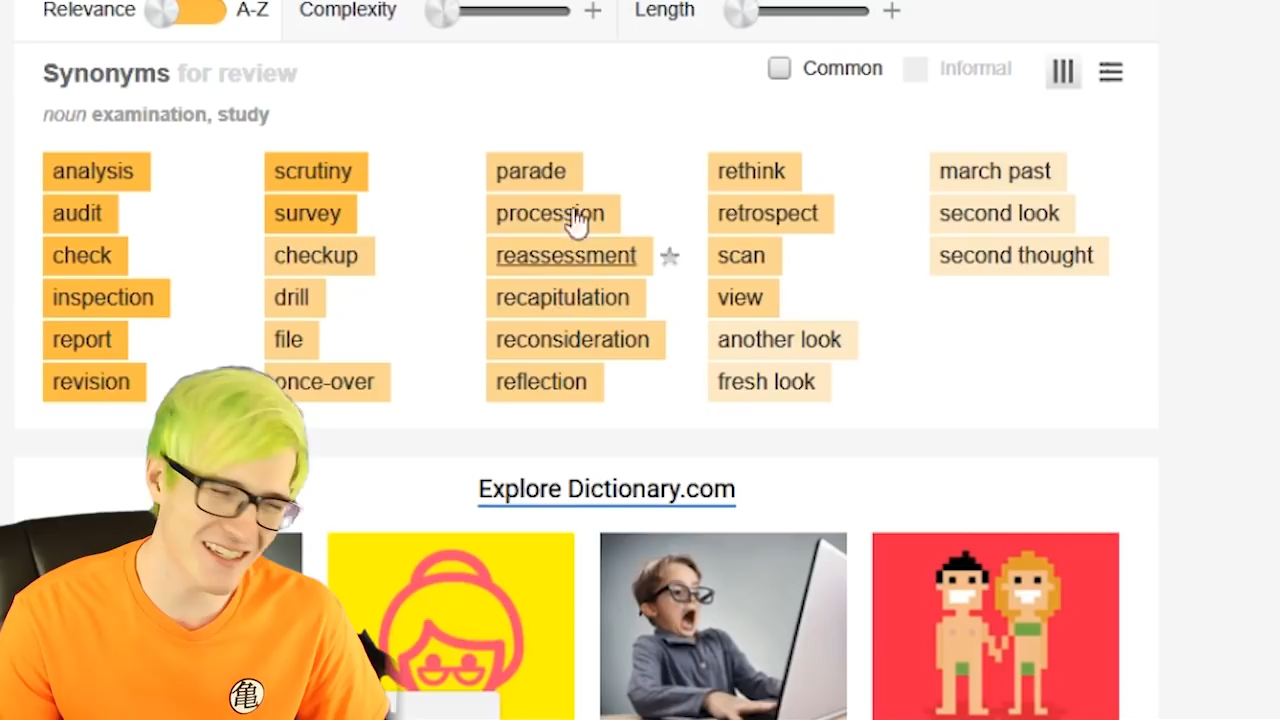 Relevance A-Z Complexity + Length +
Synonyms for review Common Informal
noun examination, study
analysis scrutiny parade rethink march past
audit survey procession retrospect second look
check checkup reassessment scan second thought
inspection drill recapitulation view
report file reconsideration another look
revision once-over reflection fresh look
Explore Dictionary.com
亀